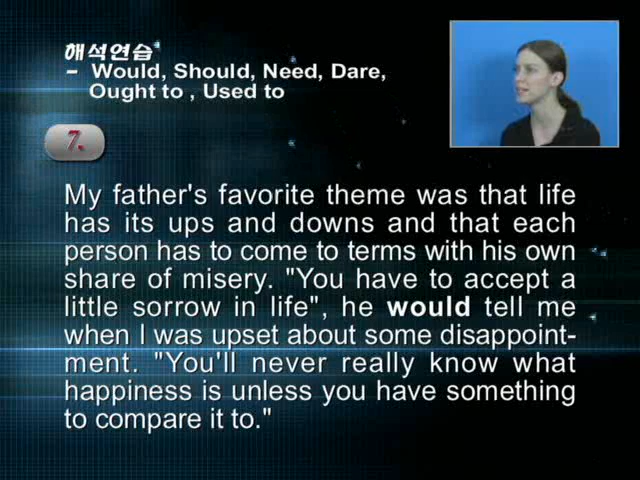 해석연습
- Would, Should, Need, Dare,
Ought to , Used to
7.
My father's favorite theme was that life
has its ups and downs and that each
person has to come to terms with his own
share of misery. "You have to accept a
little sorrow in life", he would tell me
when I was upset about some disappoint-
ment. "You'll never really know what
happiness is unless you have something
to compare it to."